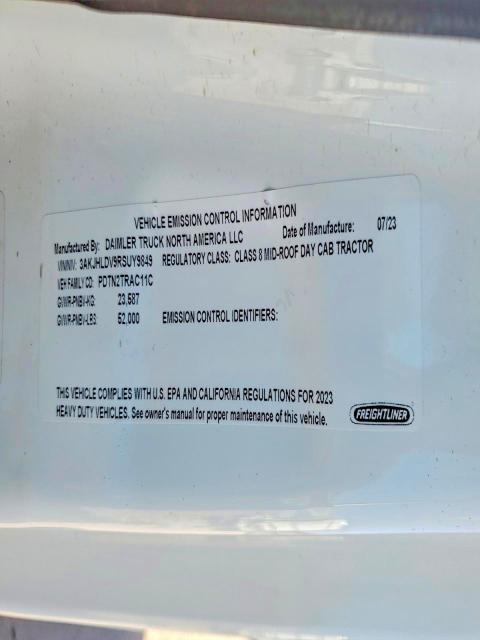 VEHICLE EMISSION CONTROL INFORMATION
Manufactured By: DAIMLER TRUCK NORTH AMERICA LLC Date of Manufacture: 07/23
VIN/NIV: 3AKJHLDV9RSUY9849 REGULATORY CLASS: CLASS 8 MID-ROOF DAY CAB TRACTOR
VEH FAMILY CD: PDTN2TRAC11C
GVWR-PNBV-KG: 23,587
GVWR-PNBV-LBS: 52,000 EMISSION CONTROL IDENTIFIERS:
THIS VEHICLE COMPLIES WITH U.S. EPA AND CALIFORNIA REGULATIONS FOR 2023
HEAVY DUTY VEHICLES. See owner's manual for proper maintenance of this vehicle.
FREIGHTLINER